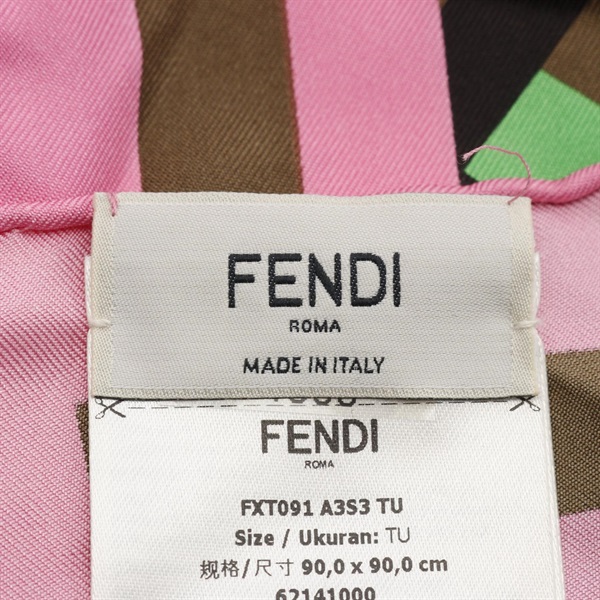 FENDI
ROMA
MADE IN ITALY
FENDI
ROMA
FXT091 A3S3 TU
Size / Ukuran: TU
规格/尺寸 90,0 x 90,0 cm
62141000